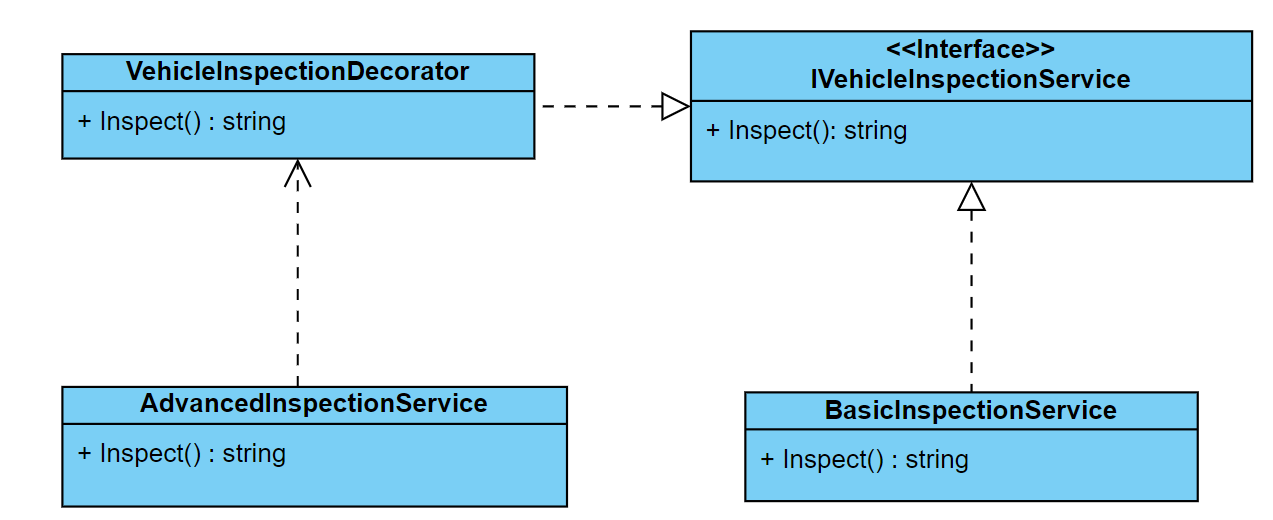 VehicleInspectionDecorator
+ Inspect() : string
<<Interface>>
IVehicleInspectionService
+ Inspect(): string
AdvancedInspectionService
+ Inspect() : string
BasicInspectionService
+ Inspect() : string